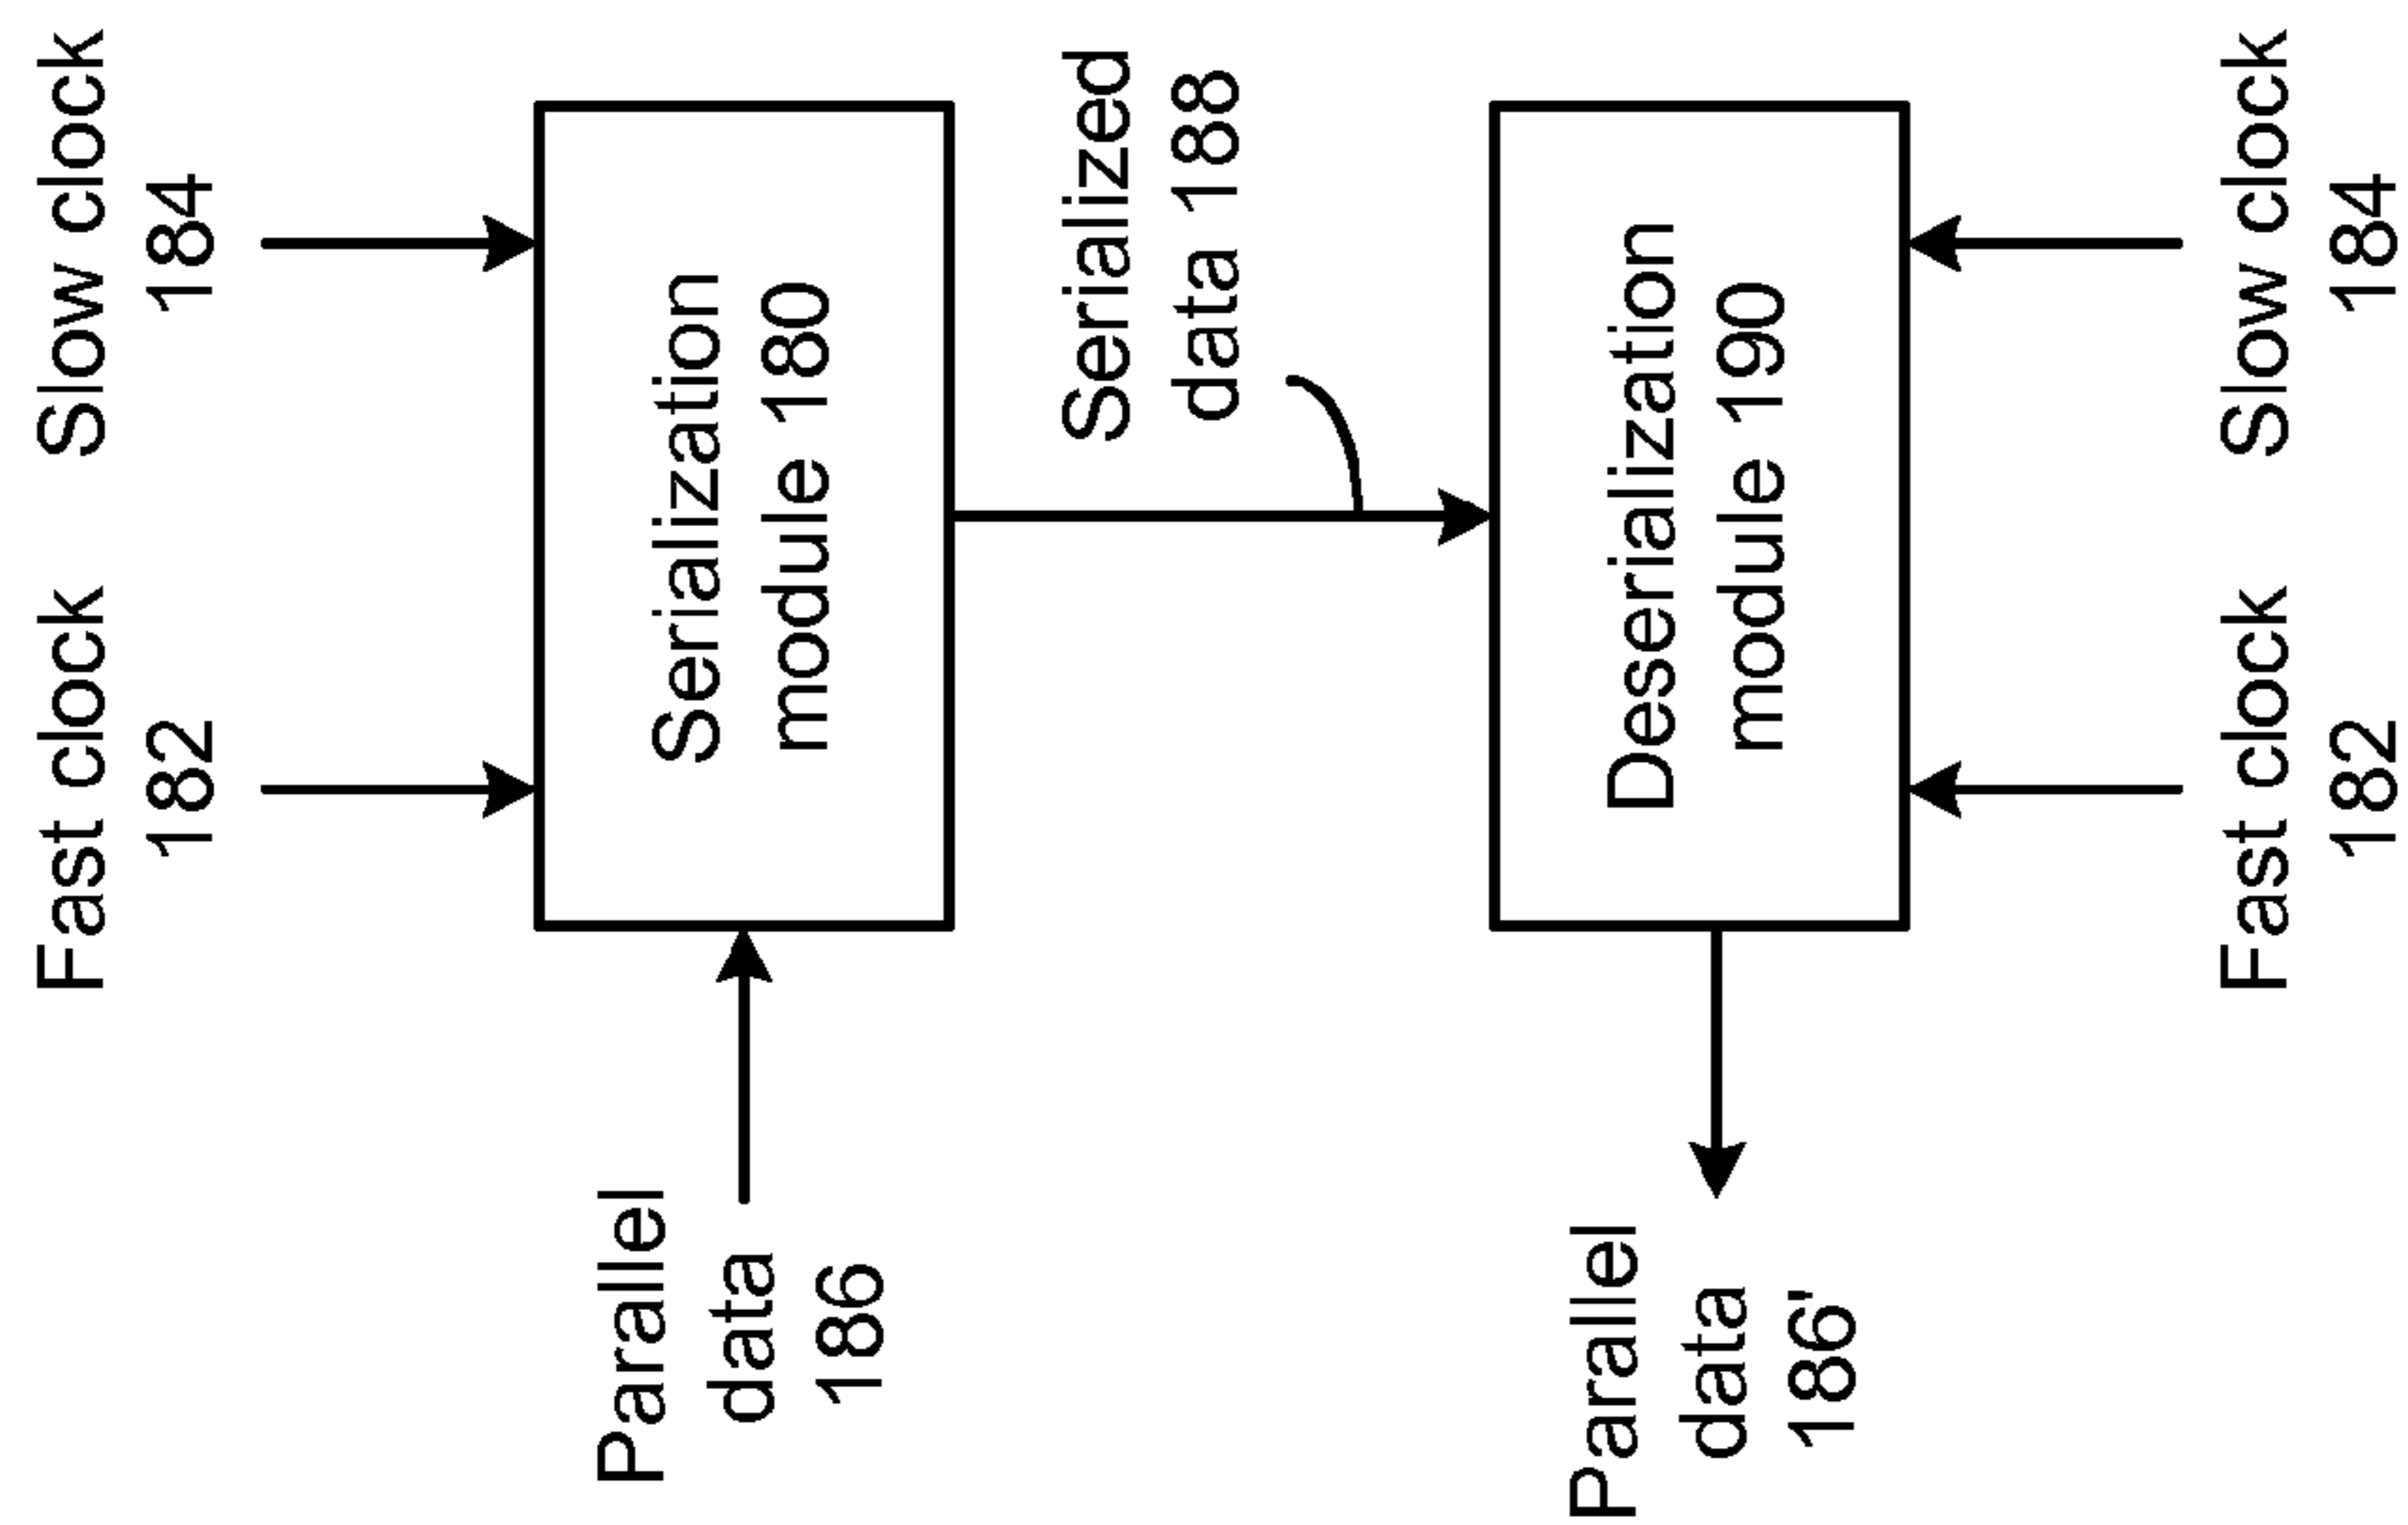 Fast clock
182
Slow clock
184
Parallel
data
186
Serialization
module 180
Serialized
data 188
Parallel
data
186'
Deserialization
module 190
Fast clock
182
Slow clock
184